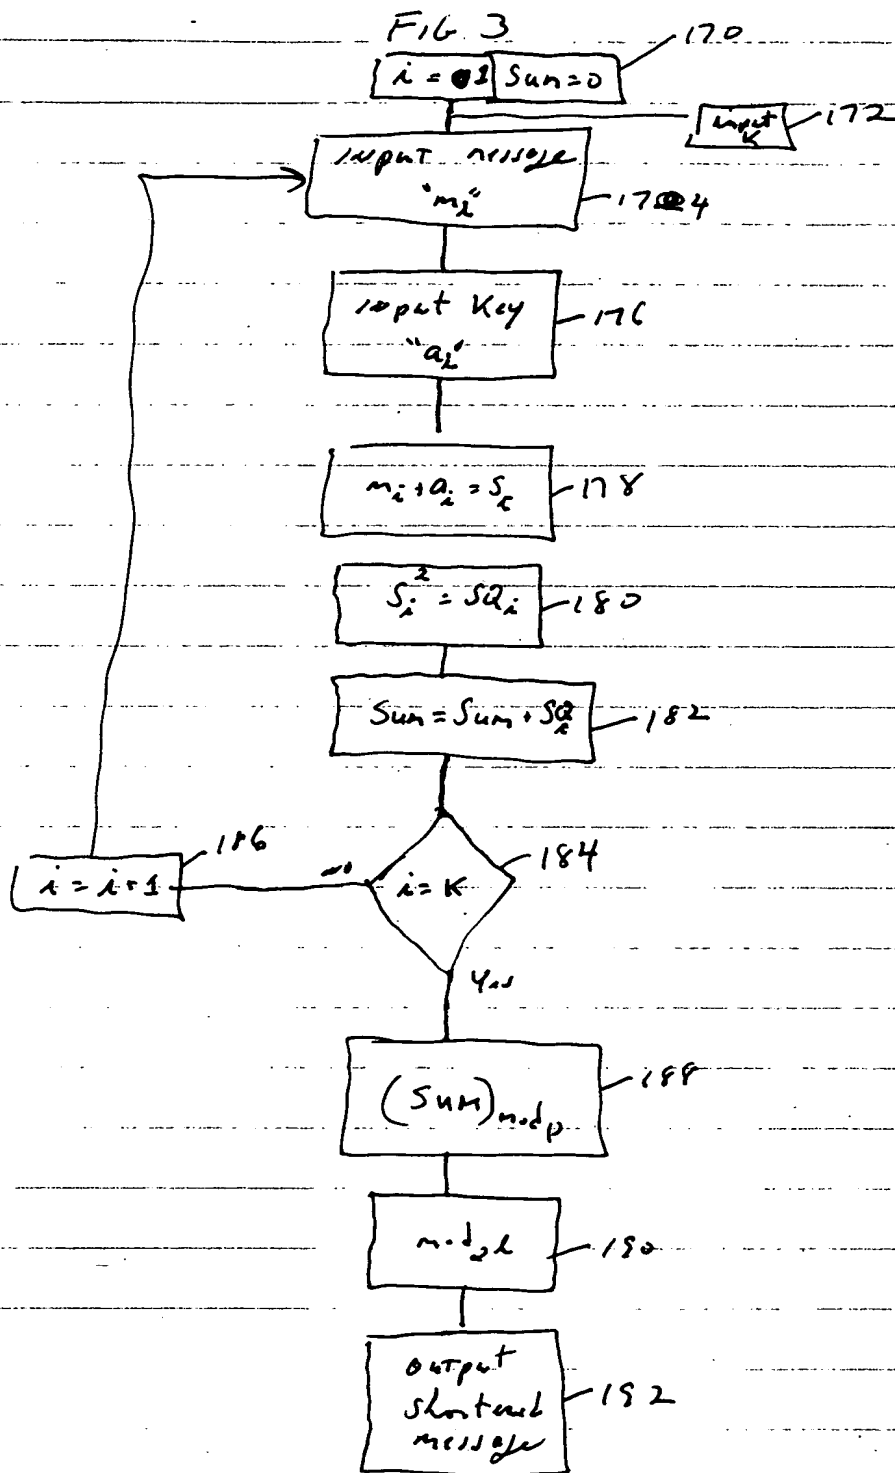 FIG 3
i = 1 Sum=0 170
input K 172
input message "mi" 174
input Key "ai" 176
mi + ai = Si 178
Si² = SQi 180
Sum = Sum + SQi 182
i = K 184
no
i = i + 1 186
Yes
(Sum)mod p 188
mod 2l 190
output
shortened
message 192